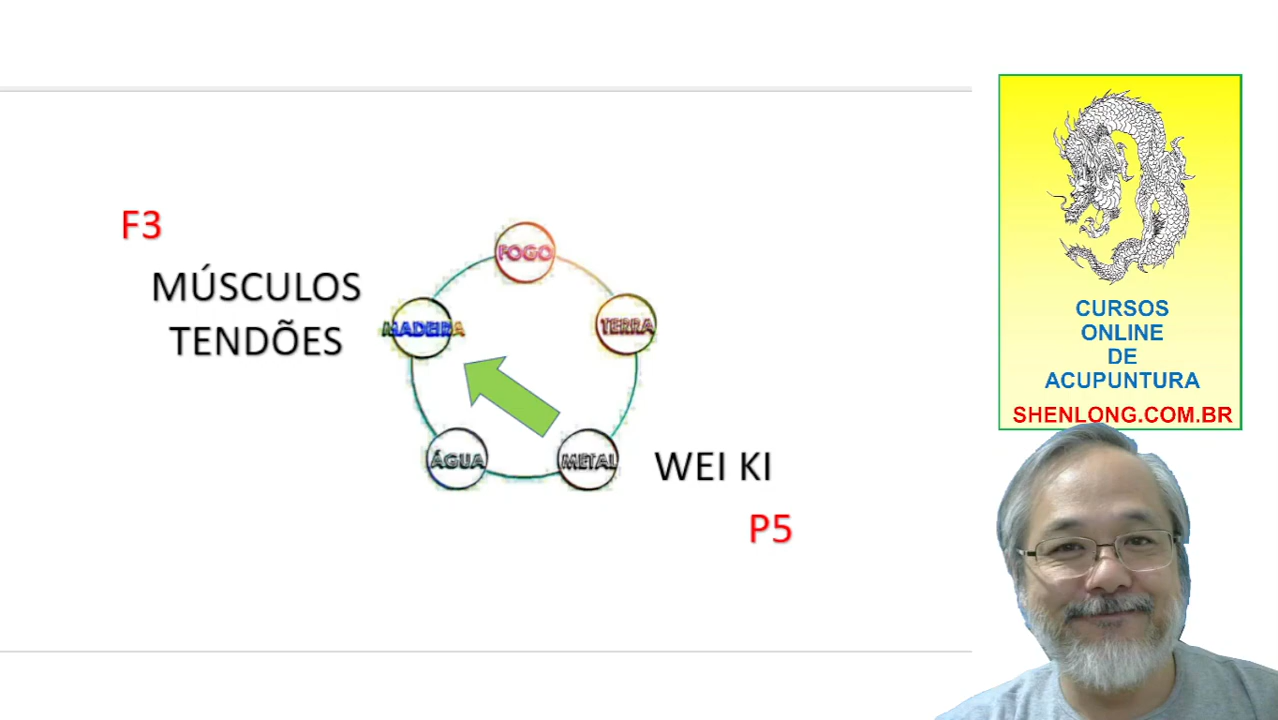 F3
MÚSCULOS
TENDÕES
FOGO
MADEIRA
TERRA
ÁGUA
METAL
WEI KI
P5
CURSOS
ONLINE
DE
ACUPUNTURA
SHENLONG.COM.BR